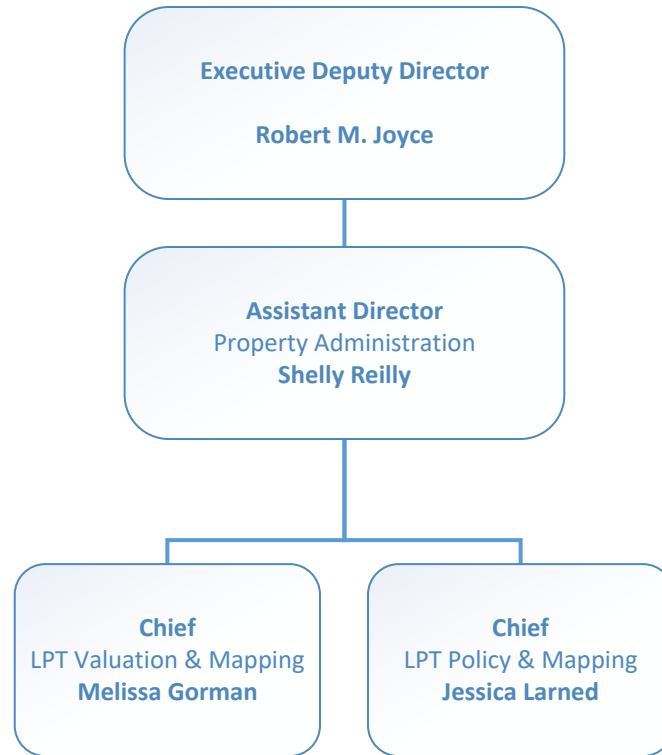 Executive Deputy Director
Robert M. Joyce
Assistant Director
Property Administration
Shelly Reilly
Chief
LPT Valuation & Mapping
Melissa Gorman
Chief
LPT Policy & Mapping
Jessica Larned